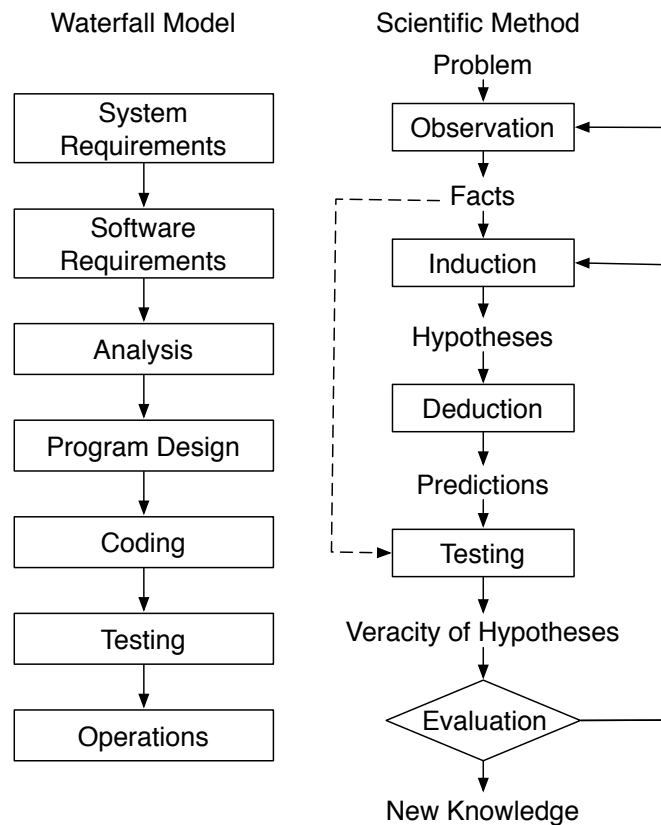 Waterfall Model
System
Requirements
Software
Requirements
Analysis
Program Design
Coding
Testing
Operations
Scientific Method
Problem
Observation
Facts
Induction
Hypotheses
Deduction
Predictions
Testing
Veracity of Hypotheses
Evaluation
New Knowledge